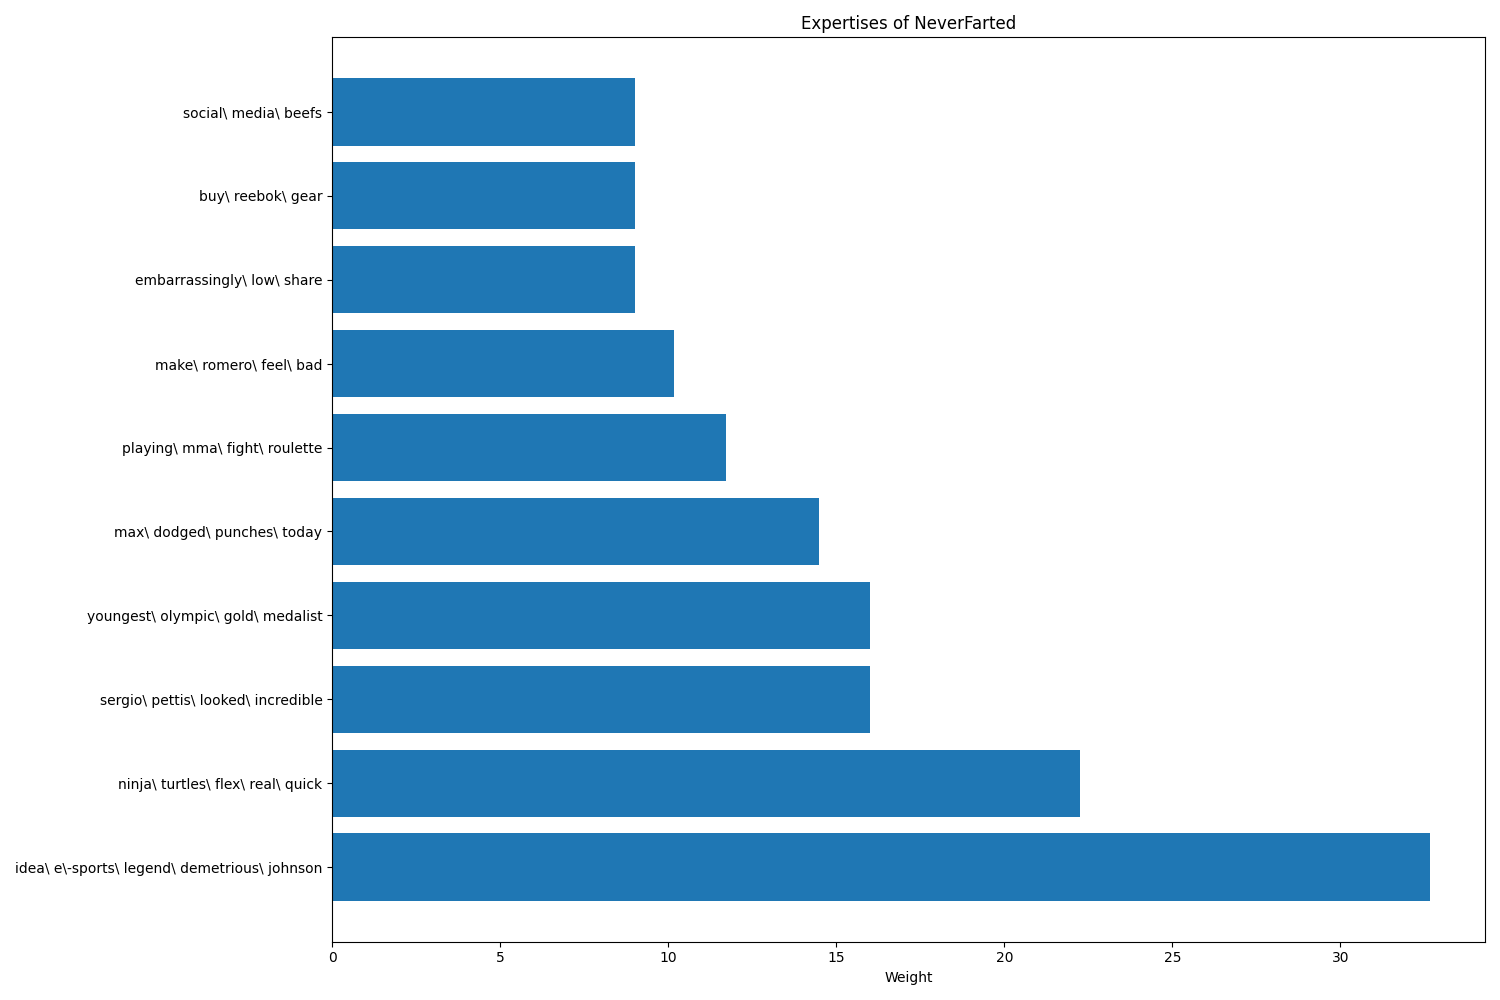 Expertises of NeverFarted
social\ media\ beefs
buy\ reebok\ gear
embarrassingly\ low\ share
make\ romero\ feel\ bad
playing\ mma\ fight\ roulette
max\ dodged\ punches\ today
youngest\ olympic\ gold\ medalist
sergio\ pettis\ looked\ incredible
ninja\ turtles\ flex\ real\ quick
idea\ e\-sports\ legend\ demetrious\ johnson
0 5 10 15 20 25 30
Weight